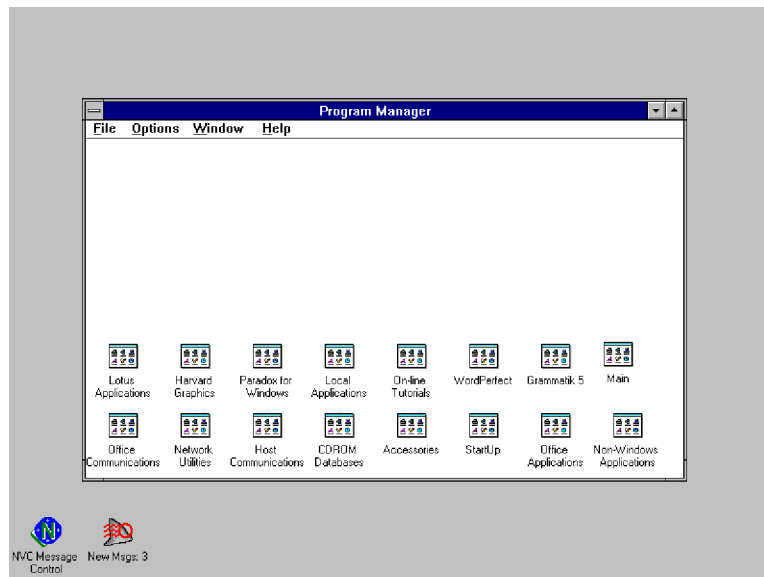 Program Manager
File Options Window Help
Lotus
Applications
Harvard
Graphics
Paradox for
Windows
Local
Applications
On-line
Tutorials
WordPerfect
Grammatik 5
Main
Office
Communications
Network
Utilities
Host
Communications
CDROM
Databases
Accessories
StartUp
Office
Applications
Non-Windows
Applications
N
NVC Message
Control
New Msgs: 3